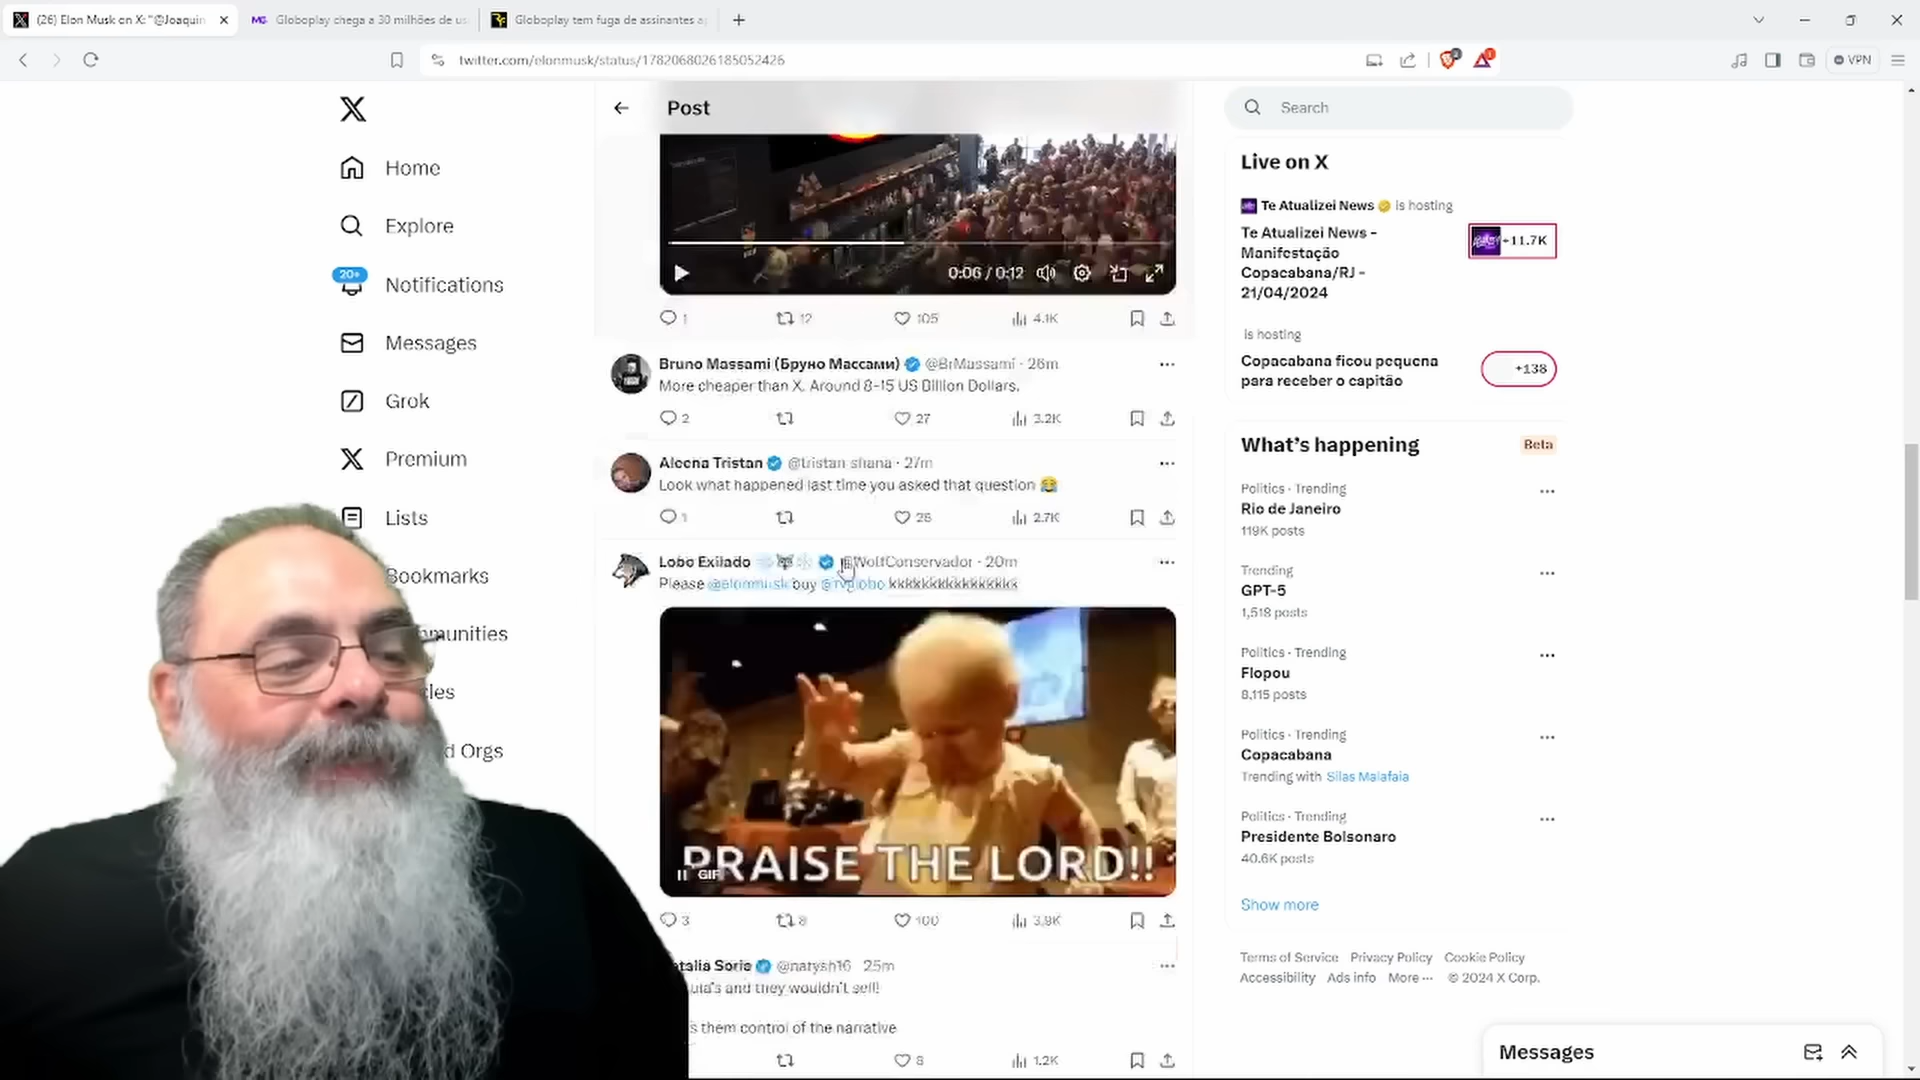 (26) Elon Musk on X: "@Joaquin
Globoplay chega a 30 milhões de us
Globoplay tem fuga de assinantes a
twitter.com/elonmusk/status/1782068026185052426
VPN
Home
Explore
20+
Notifications
Messages
Grok
Premium
Lists
Bookmarks
Post
0:06 / 0:12
1 12 105 4.1K
Bruno Massami (Бруно Массами) @BrMassami · 26m
More cheaper than X. Around 8-15 US Billion Dollars.
2 27 3.2K
Aleena Tristan @tristan shana · 27m
Look what happened last time you asked that question 😂
1 28 2.7K
Lobo Exilado @WolfConservador · 20m
Please @elonmusk buy kkkkkkkkkkkkkkkk
PRAISE THE LORD!!
GIF
3 8 100 3.9K
Soria @natysh16 25m
and they wouldn't sell!
them control of the narrative
8 1.2K
Search
Live on X
Te Atualizei News is hosting
Te Atualizei News -
Manifestação
Copacabana/RJ -
21/04/2024
+11.7K
is hosting
Copacabana ficou pequena
para receber o capitão
+138
What's happening
Beta
Politics · Trending
Rio de Janeiro
119K posts
Trending
GPT-5
1,518 posts
Politics · Trending
Flopou
8,115 posts
Politics · Trending
Copacabana
Trending with Silas Malafaia
Politics · Trending
Presidente Bolsonaro
40.6K posts
Show more
Terms of Service Privacy Policy Cookie Policy
Accessibility Ads info More ··· © 2024 X Corp.
Messages